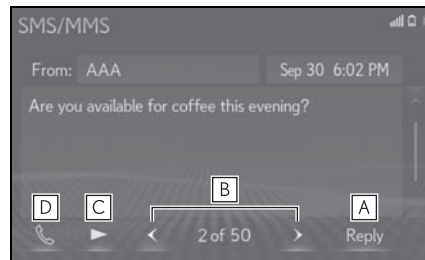 SMS/MMS
From: AAA Sep 30 6:02 PM
Are you available for coffee this evening?
B
D C A
2 of 50 Reply